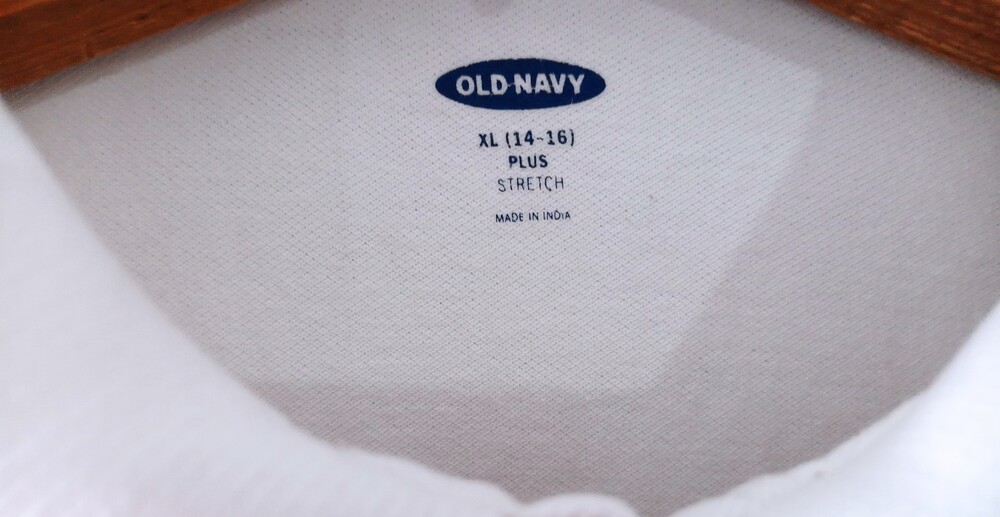 OLD NAVY
XL (14-16)
PLUS
STRETCH
MADE IN INDIA